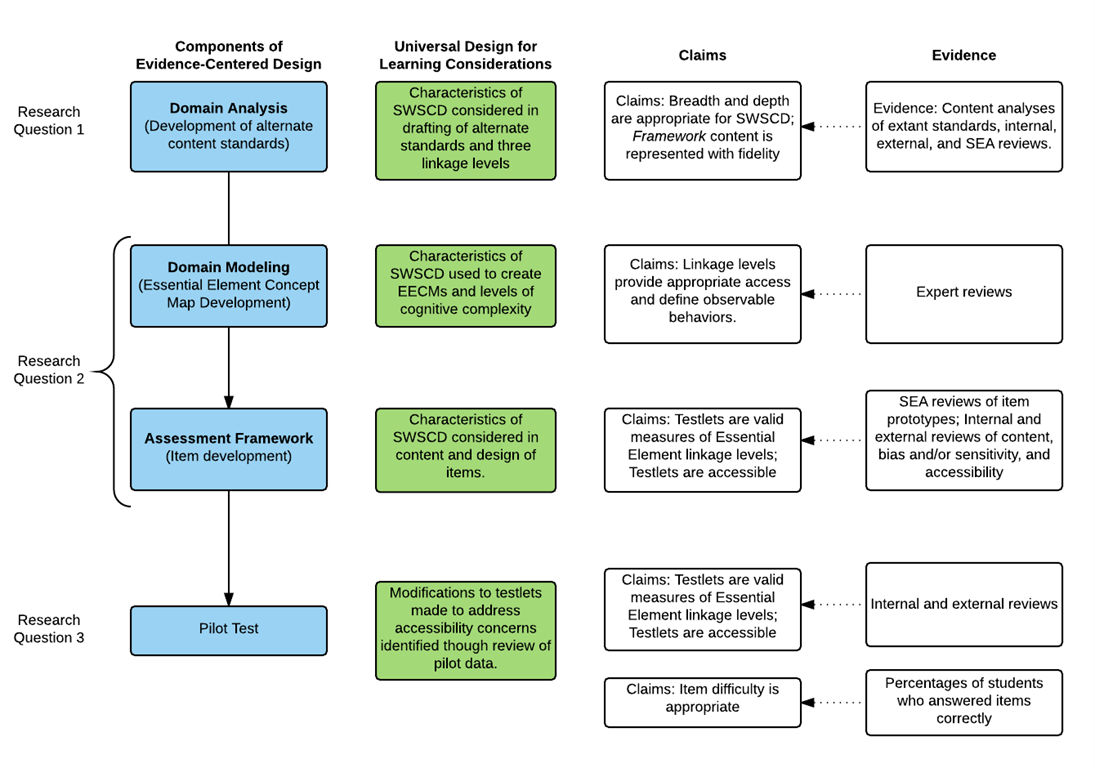 Components of
Evidence-Centered Design
Universal Design for
Learning Considerations
Claims
Evidence
Research
Question 1
Domain Analysis
(Development of alternate
content standards)
Characteristics of
SWSCD considered in
drafting of alternate
standards and three
linkage levels
Claims: Breadth and depth
are appropriate for SWSCD;
Framework content is
represented with fidelity
Evidence: Content analyses
of extant standards, internal,
external, and SEA reviews.
Research
Question 2
Domain Modeling
(Essential Element Concept
Map Development)
Characteristics of
SWSCD used to create
EECMs and levels of
cognitive complexity
Claims: Linkage levels
provide appropriate access
and define observable
behaviors.
Expert reviews
Assessment Framework
(Item development)
Characteristics of
SWSCD considered in
content and design of
items.
Claims: Testlets are valid
measures of Essential
Element linkage levels;
Testlets are accessible
SEA reviews of item
prototypes; Internal and
external reviews of content,
bias and/or sensitivity, and
accessibility
Research
Question 3
Pilot Test
Modifications to testlets
made to address
accessibility concerns
identified though review of
pilot data.
Claims: Testlets are valid
measures of Essential
Element linkage levels;
Testlets are accessible
Internal and external reviews
Claims: Item difficulty is
appropriate
Percentages of students
who answered items
correctly